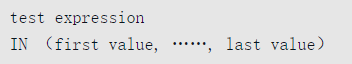 test expression
IN （first value, ……, last value）